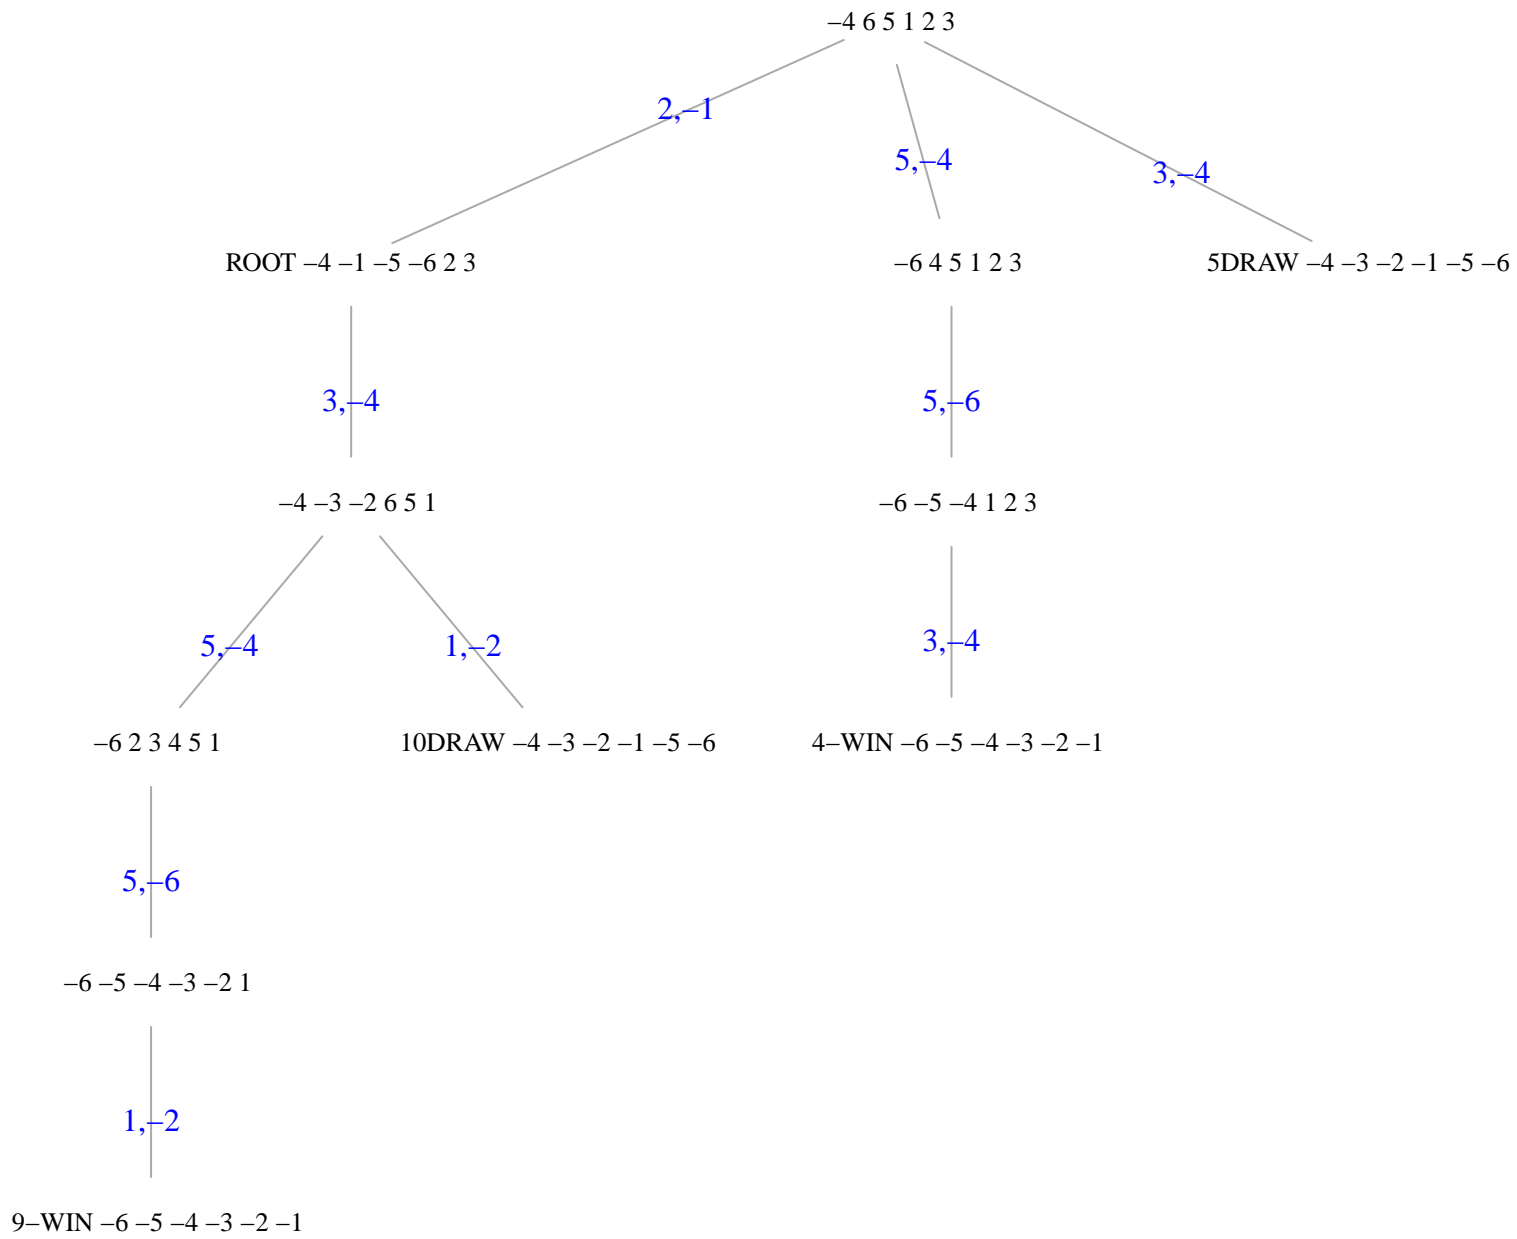 –4 6 5 1 2 3
2,–1
5,–4
3,–4
ROOT –4 –1 –5 –6 2 3
–6 4 5 1 2 3
5DRAW –4 –3 –2 –1 –5 –6
3,–4
5,–6
–4 –3 –2 6 5 1
–6 –5 –4 1 2 3
5,–4
1,–2
3,–4
–6 2 3 4 5 1
10DRAW –4 –3 –2 –1 –5 –6
4–WIN –6 –5 –4 –3 –2 –1
5,–6
–6 –5 –4 –3 –2 1
1,–2
9–WIN –6 –5 –4 –3 –2 –1